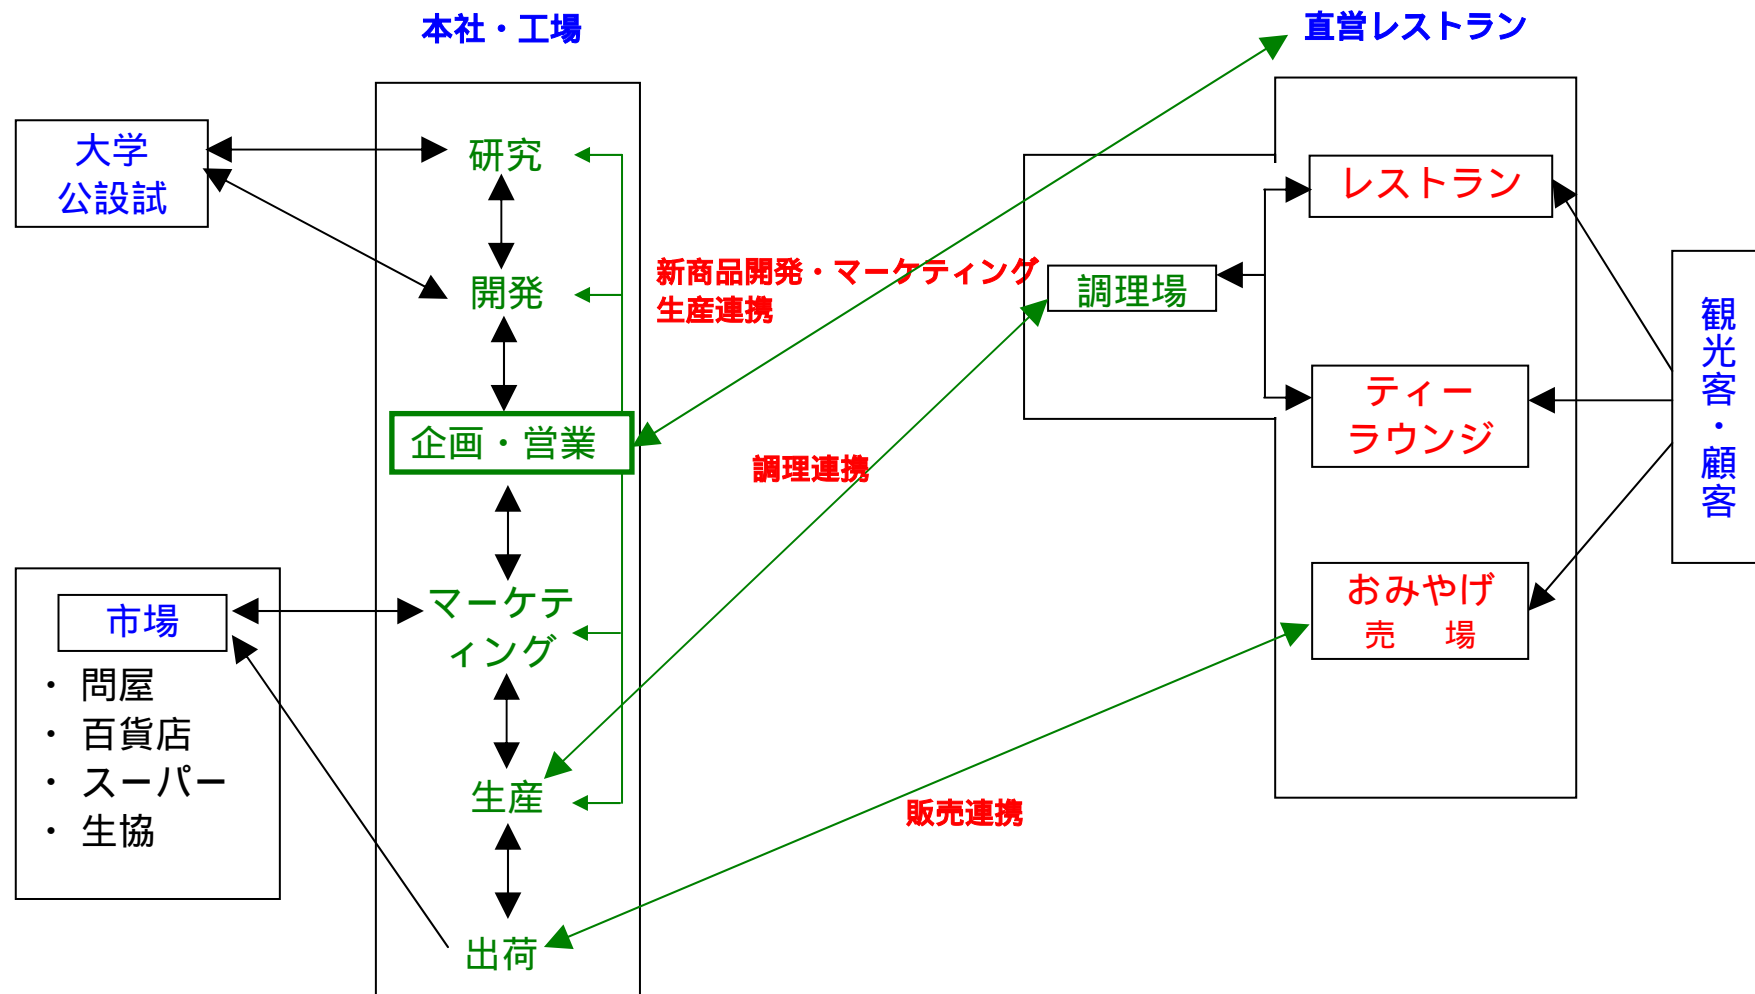 本社・工場
直営レストラン
大学
公設試
研究
開発
企画・営業
マーケテ
ィング
生産
出荷
市場
・ 問屋
・ 百貨店
・ スーパー
・ 生協
新商品開発・マーケティング
生産連携
調理連携
販売連携
調理場
レストラン
ティー
ラウンジ
おみやげ
売 場
観光客・顧客